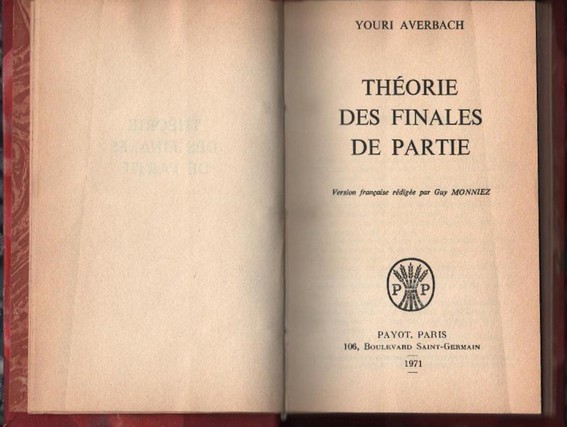 YOURI AVERBACH
THÉORIE
DES FINALES
DE PARTIE
Version française rédigée par Guy MONNIEZ
P P
PAYOT, PARIS
106, BOULEVARD SAINT-GERMAIN
1971